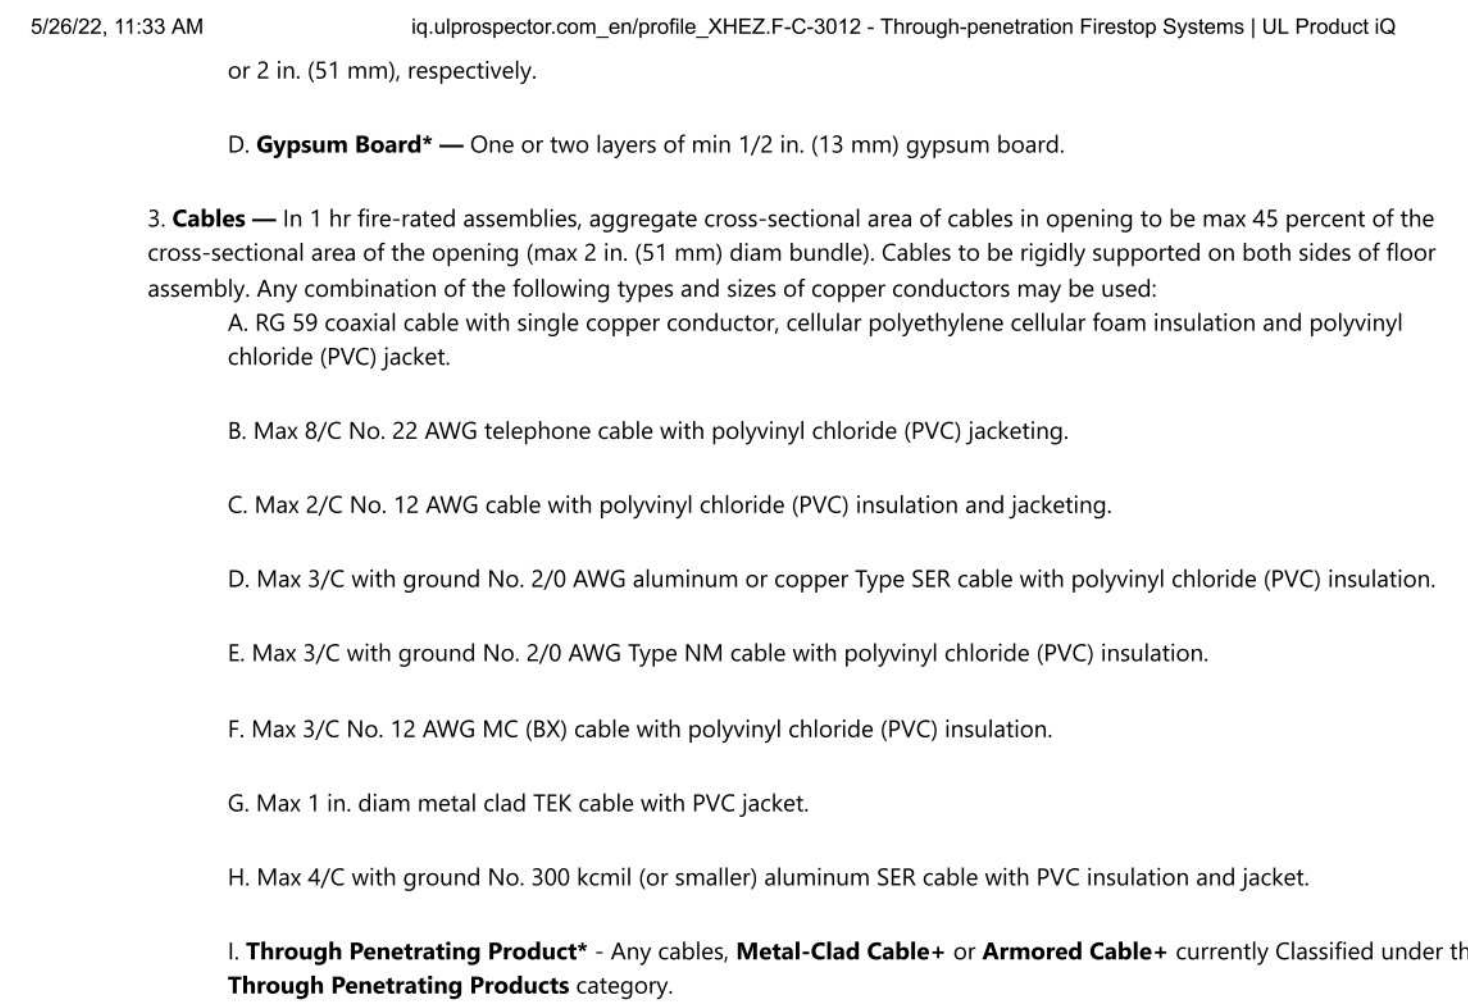 5/26/22, 11:33 AM iq.ulprospector.com_en/profile_XHEZ.F-C-3012 - Through-penetration Firestop Systems | UL Product iQ
or 2 in. (51 mm), respectively.
D. Gypsum Board* — One or two layers of min 1/2 in. (13 mm) gypsum board.
3. Cables — In 1 hr fire-rated assemblies, aggregate cross-sectional area of cables in opening to be max 45 percent of the
cross-sectional area of the opening (max 2 in. (51 mm) diam bundle). Cables to be rigidly supported on both sides of floor
assembly. Any combination of the following types and sizes of copper conductors may be used:
A. RG 59 coaxial cable with single copper conductor, cellular polyethylene cellular foam insulation and polyvinyl
chloride (PVC) jacket.
B. Max 8/C No. 22 AWG telephone cable with polyvinyl chloride (PVC) jacketing.
C. Max 2/C No. 12 AWG cable with polyvinyl chloride (PVC) insulation and jacketing.
D. Max 3/C with ground No. 2/0 AWG aluminum or copper Type SER cable with polyvinyl chloride (PVC) insulation.
E. Max 3/C with ground No. 2/0 AWG Type NM cable with polyvinyl chloride (PVC) insulation.
F. Max 3/C No. 12 AWG MC (BX) cable with polyvinyl chloride (PVC) insulation.
G. Max 1 in. diam metal clad TEK cable with PVC jacket.
H. Max 4/C with ground No. 300 kcmil (or smaller) aluminum SER cable with PVC insulation and jacket.
I. Through Penetrating Product* - Any cables, Metal-Clad Cable+ or Armored Cable+ currently Classified under th
Through Penetrating Products category.